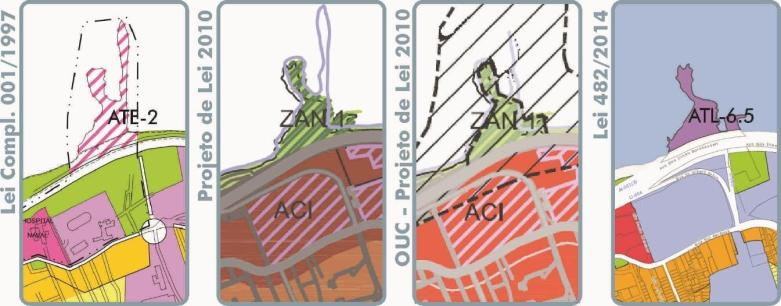 Lei Compl. 001/1997
ATE-2
HOSPITAL
NAVAL
Projeto de Lei 2010
ZAN 1
ACI
OUC - Projeto de Lei 2010
ZAN 1
ACI
Lei 482/2014
ATL-6.5